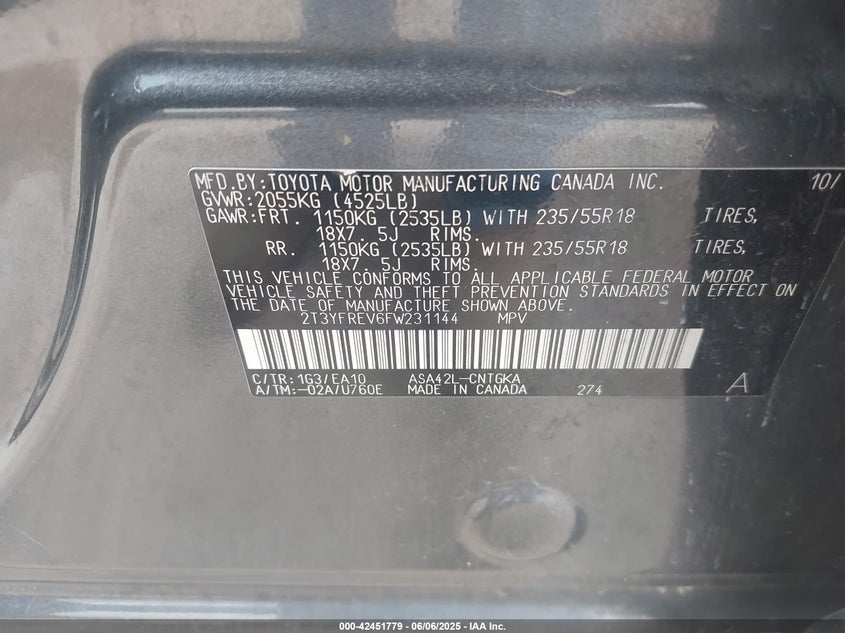 MFD.BY:TOYOTA MOTOR MANUFACTURING CANADA INC. 10/
GVWR:2055KG (4525LB)
GAWR:FRT. 1150KG (2535LB) WITH 235/55R18 TIRES,
18X7. 5J RIMS.
RR. 1150KG (2535LB) WITH 235/55R18 TIRES,
18X7. 5J RIMS.
THIS VEHICLE CONFORMS TO ALL APPLICABLE FEDERAL MOTOR
VEHICLE SAFETY AND THEFT PREVENTION STANDARDS IN EFFECT ON
THE DATE OF MANUFACTURE SHOWN ABOVE.
2T3YFREV6FW231144 MPV
C/TR:1G3/EA10 ASA42L-CNTGKA
A/TM:-02A/U760E MADE IN CANADA 274 A
000-42451779 - 06/06/2025 - IAA Inc.